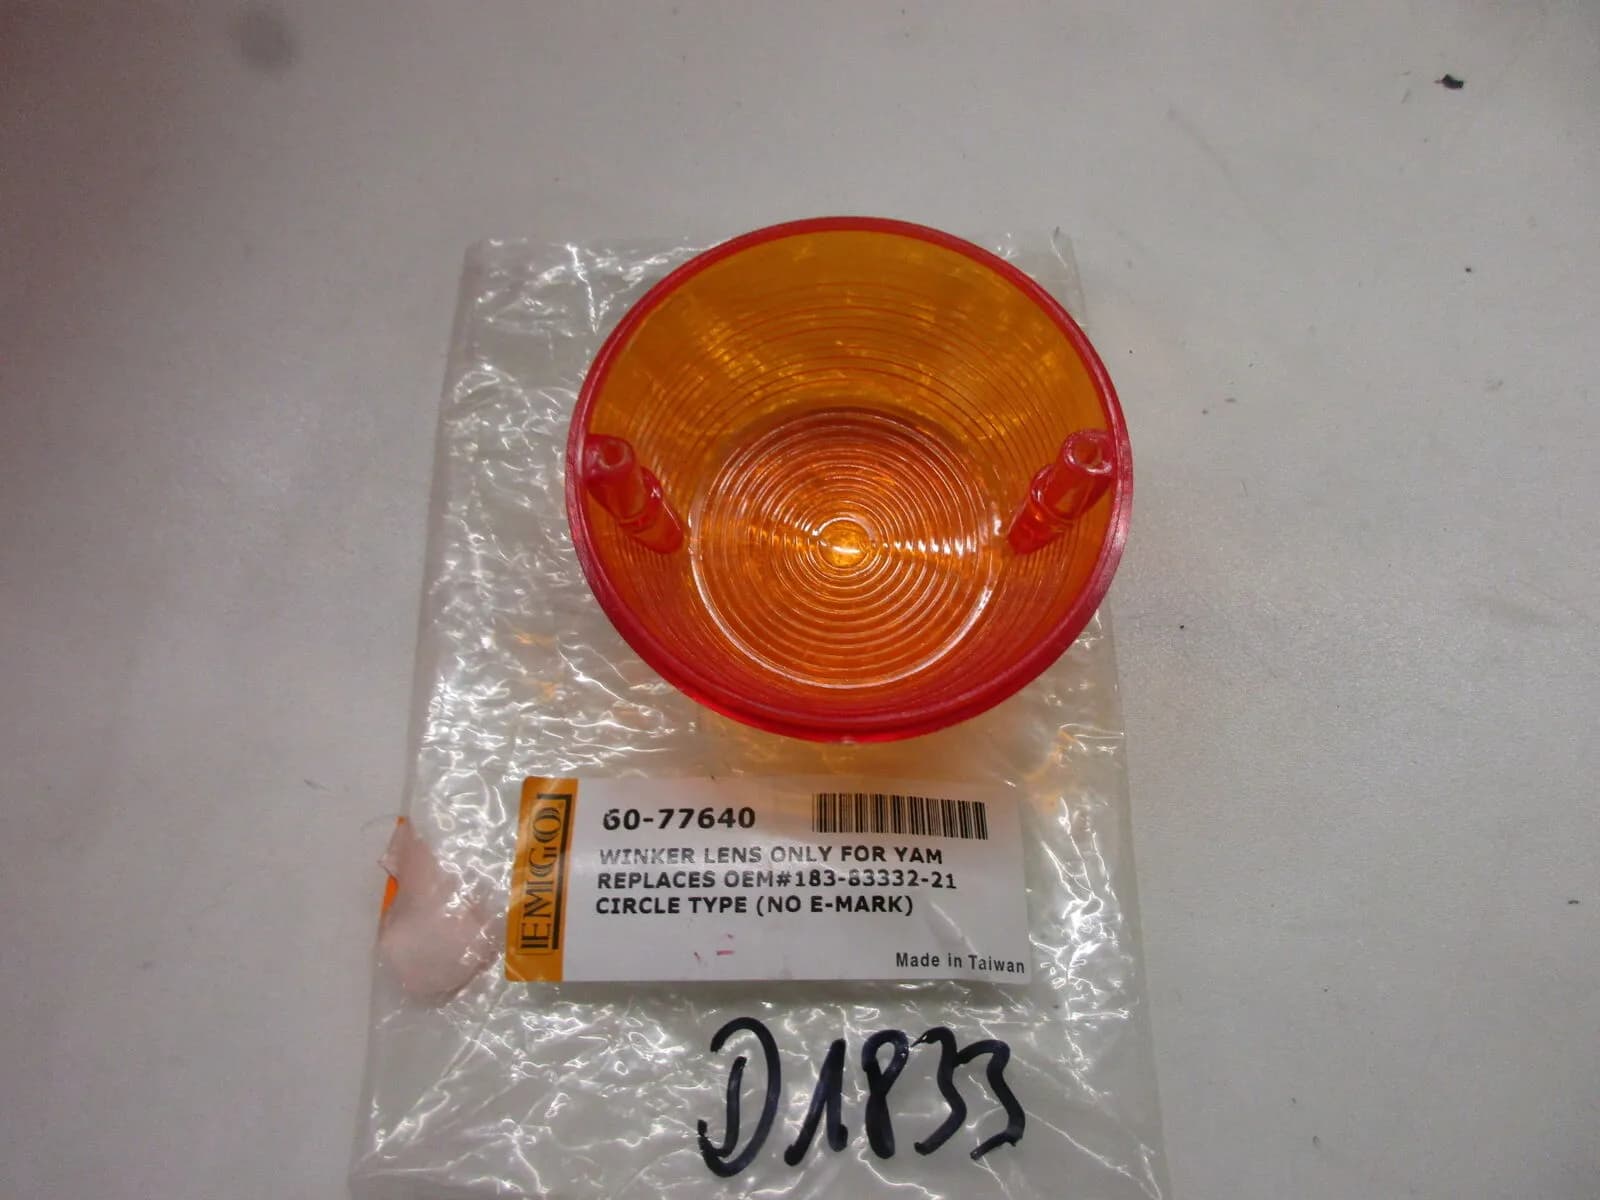 EMGO
60-77640
WINKER LENS ONLY FOR YAM
REPLACES OEM#183-83332-21
CIRCLE TYPE (NO E-MARK)
Made in Taiwan
D1833